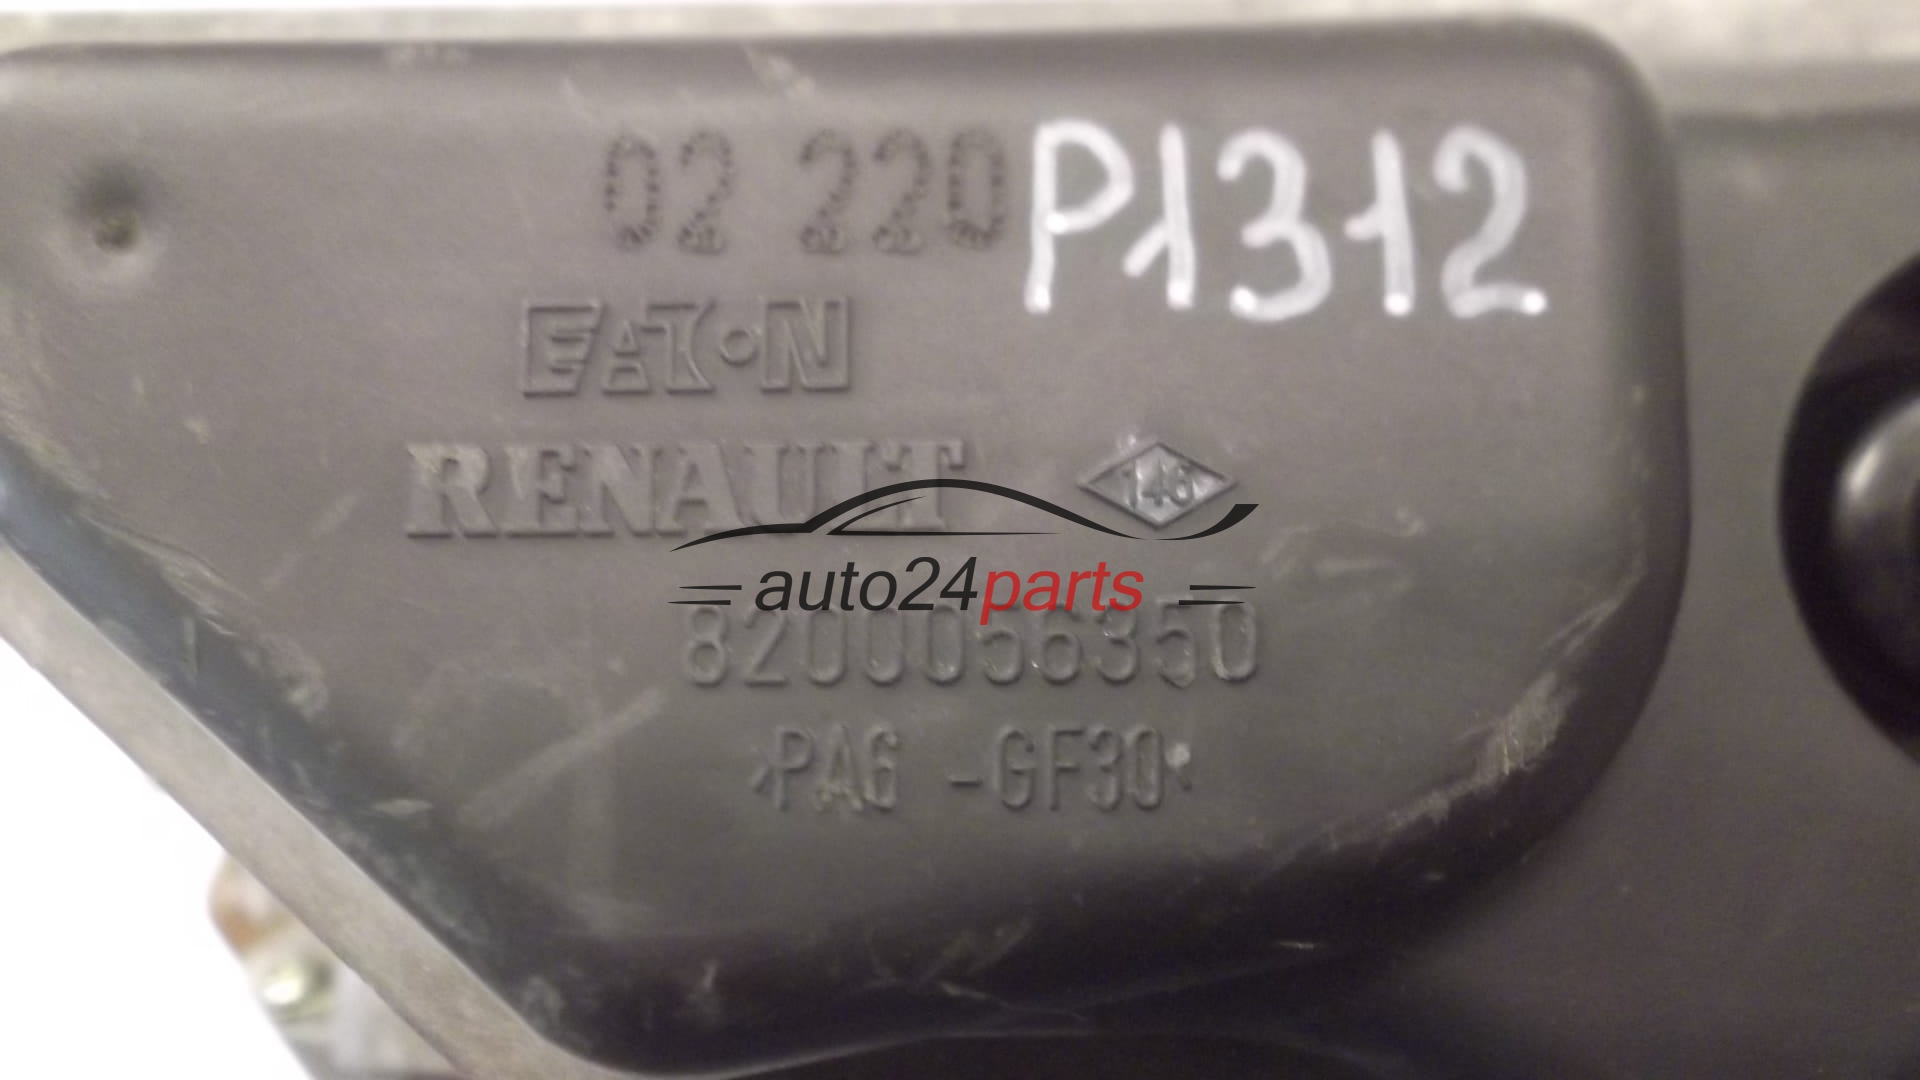 02 220
P1312
EATON
RENAULT
146
auto24parts
8200056350
>PA6 -GF30<